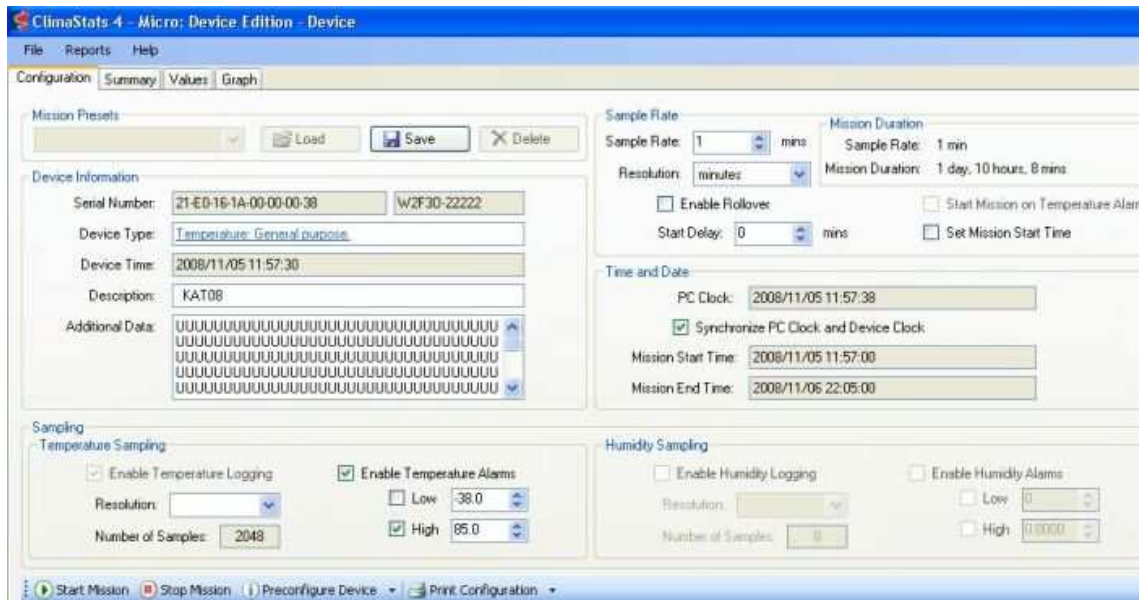 ClimaStats 4 - Micro: Device Edition - Device
File Reports Help
Configuration Summary Values Graph
Mission Presets
Load Save Delete
Device Information
Serial Number: 21-E0-16-1A-00-00-00-38 W2F30-22222
Device Type: Temperature: General purpose.
Device Time: 2008/11/05 11:57:30
Description: KAT08
Additional Data:
Sample Rate
Sample Rate: 1 mins
Resolution: minutes
Enable Rollover
Start Delay: 0 mins
Mission Duration
Sample Rate: 1 min
Mission Duration: 1 day, 10 hours, 8 mins
Start Mission on Temperature Alarm
Set Mission Start Time
Time and Date
PC Clock: 2008/11/05 11:57:38
Synchronize PC Clock and Device Clock
Mission Start Time: 2008/11/05 11:57:00
Mission End Time: 2008/11/06 22:05:00
Sampling
Temperature Sampling
Enable Temperature Logging
Resolution:
Number of Samples: 2048
Enable Temperature Alarms
Low -38.0
High 85.0
Humidity Sampling
Enable Humidity Logging
Resolution:
Number of Samples: 0
Enable Humidity Alarms
Low 0
High 0.0000
Start Mission Stop Mission Preconfigure Device Print Configuration